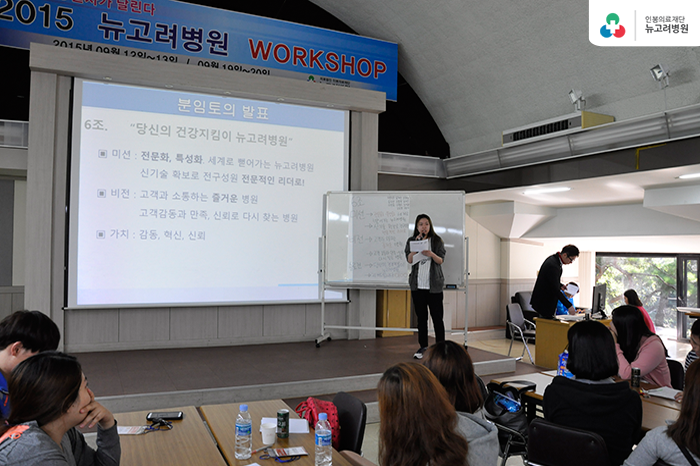 인봉의료재단
뉴고려병원
2015 뉴고려병원 WORKSHOP
2015년 09월 12일~13일 / 09월 19일~20일
분임토의 발표
6조. "당신의 건강지킴이 뉴고려병원"
▣ 미션 : 전문화, 특성화, 세계로 뻗어가는 뉴고려병원
신기술 확보로 전구성원 전문적인 리더로!
▣ 비전 : 고객과 소통하는 즐거운 병원
고객감동과 만족, 신뢰로 다시 찾는 병원
▣ 가치 : 감동, 혁신, 신뢰